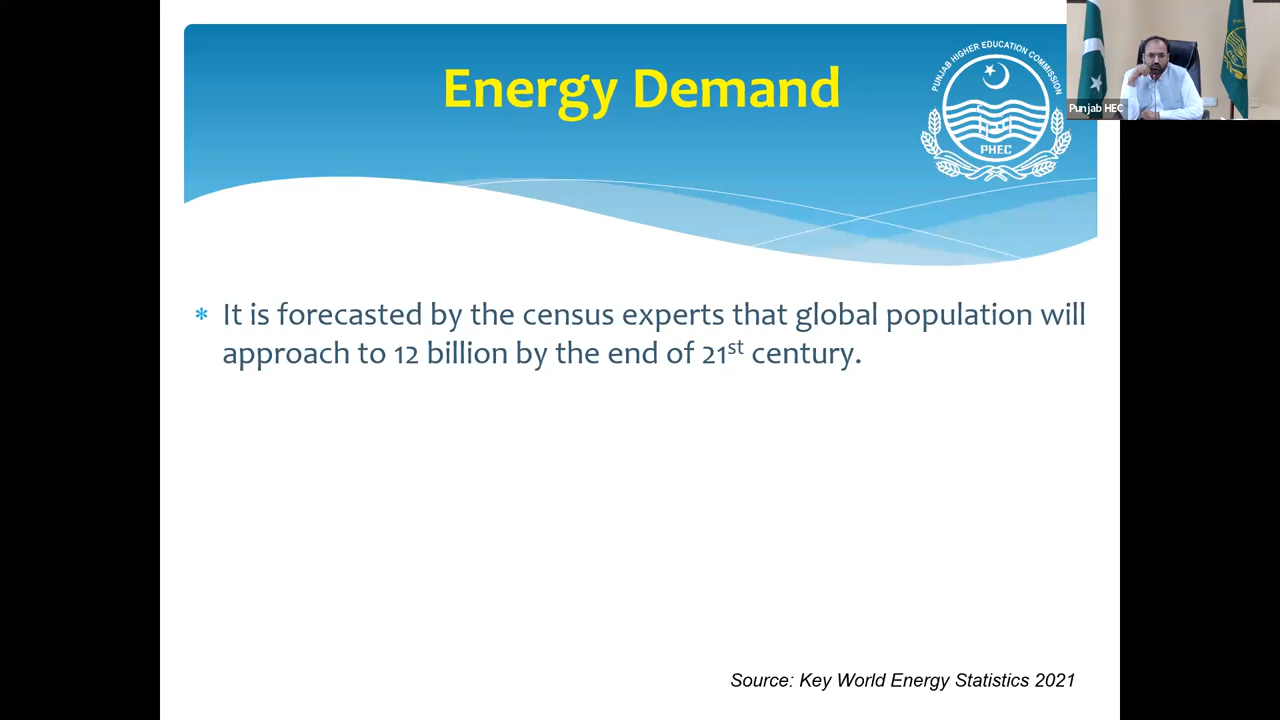 Energy Demand
PUNJAB HIGHER EDUCATION COMMISSION
PHEC
Punjab HEC
* It is forecasted by the census experts that global population will
approach to 12 billion by the end of 21st century.
Source: Key World Energy Statistics 2021